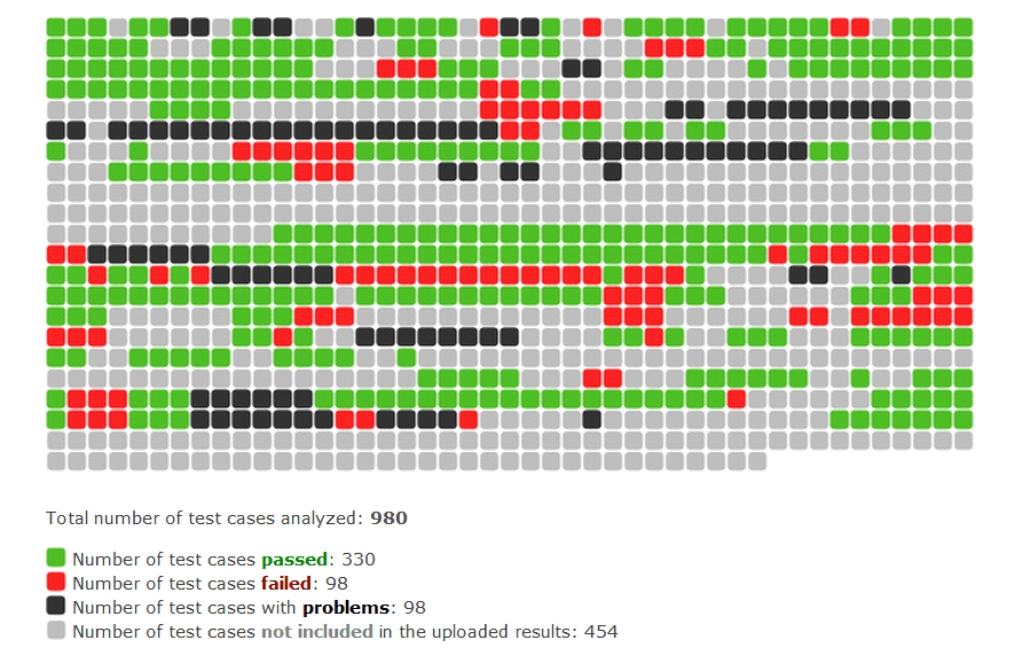 Total number of test cases analyzed: 980
Number of test cases passed: 330
Number of test cases failed: 98
Number of test cases with problems: 98
Number of test cases not included in the uploaded results: 454